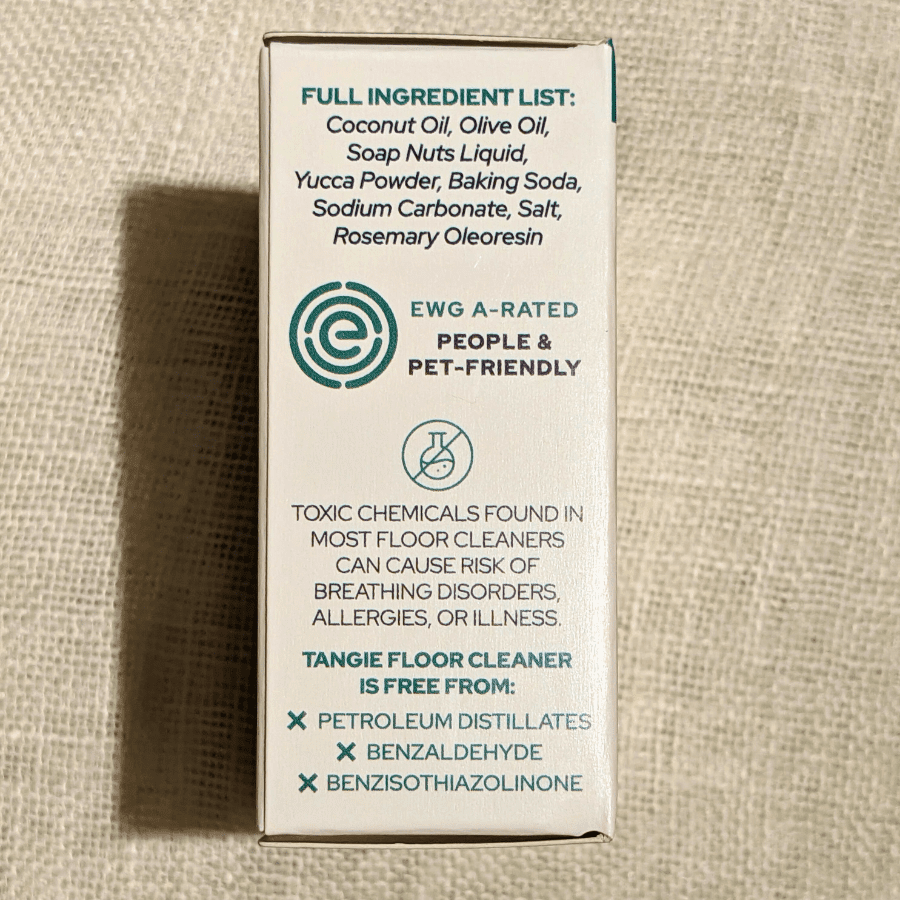 FULL INGREDIENT LIST:
Coconut Oil, Olive Oil,
Soap Nuts Liquid,
Yucca Powder, Baking Soda,
Sodium Carbonate, Salt,
Rosemary Oleoresin
e
EWG A-RATED
PEOPLE &
PET-FRIENDLY
TOXIC CHEMICALS FOUND IN
MOST FLOOR CLEANERS
CAN CAUSE RISK OF
BREATHING DISORDERS,
ALLERGIES, OR ILLNESS.
TANGIE FLOOR CLEANER
IS FREE FROM:
X PETROLEUM DISTILLATES
X BENZALDEHYDE
X BENZISOTHIAZOLINONE